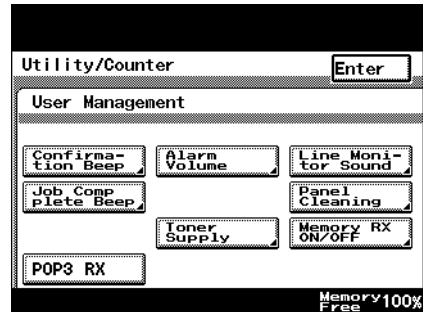 Utility/Counter
Enter
User Management
Confirma-
tion Beep
Alarm
Volume
Line Moni-
tor Sound
Job Comp
plete Beep
Panel
Cleaning
Toner
Supply
Memory RX
ON/OFF
POP3 RX
Memory
Free
100%